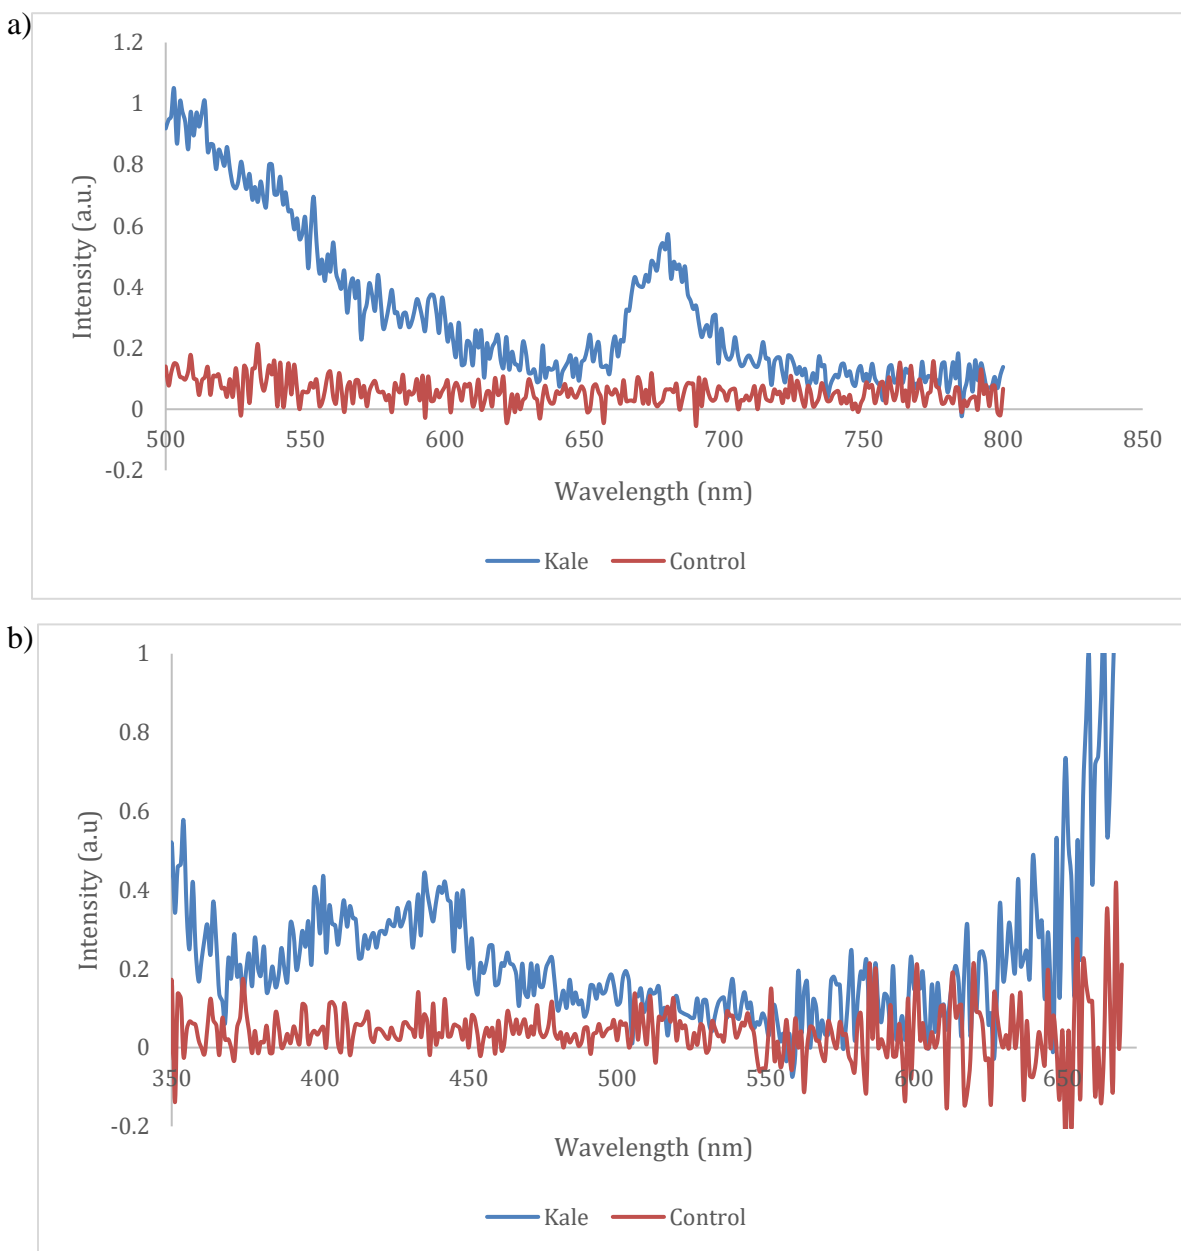 a)
1.2
1
0.8
0.6
0.4
0.2
0
-0.2
Intensity (a.u.)
500 550 600 650 700 750 800 850
Wavelength (nm)
Kale Control
b)
1
0.8
0.6
0.4
0.2
0
-0.2
Intensity (a.u)
350 400 450 500 550 600 650
Wavelength (nm)
Kale Control